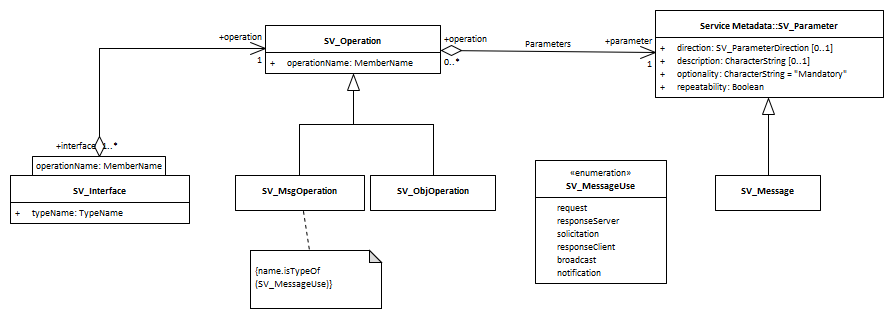 Service Metadata::SV_Parameter
+ direction: SV_ParameterDirection [0..1]
+ description: CharacterString [0..1]
+ optionality: CharacterString = "Mandatory"
+ repeatability: Boolean
+operation
1
SV_Operation
+ operationName: MemberName
+operation
0..*
Parameters
+parameter
1
+interface
1..*
operationName: MemberName
SV_Interface
+ typeName: TypeName
SV_MsgOperation
SV_ObjOperation
«enumeration»
SV_MessageUse
request
responseServer
solicitation
responseClient
broadcast
notification
SV_Message
{name.isTypeOf
(SV_MessageUse)}